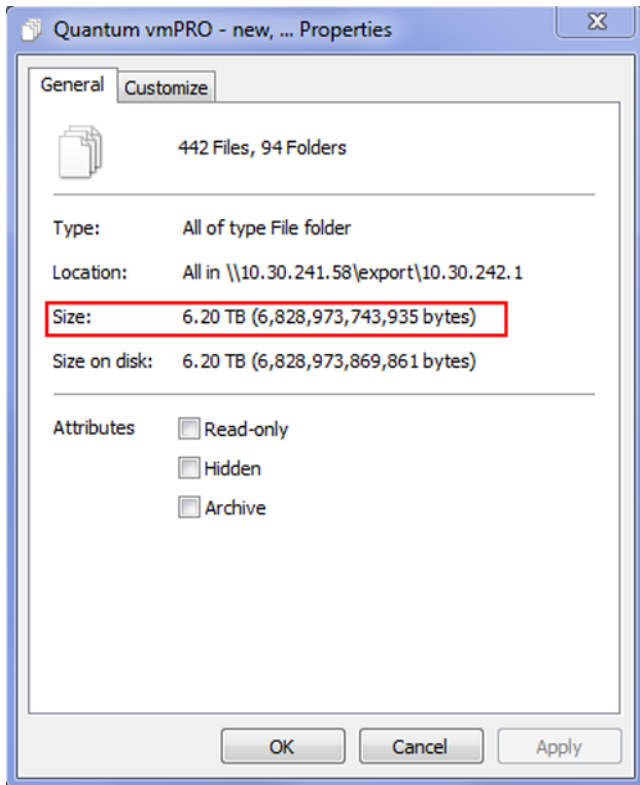 Quantum vmPRO - new, ... Properties
General Customize
442 Files, 94 Folders
Type: All of type File folder
Location: All in \\10.30.241.58\export\10.30.242.1
Size: 6.20 TB (6,828,973,743,935 bytes)
Size on disk: 6.20 TB (6,828,973,869,861 bytes)
Attributes Read-only
Hidden
Archive
OK Cancel Apply